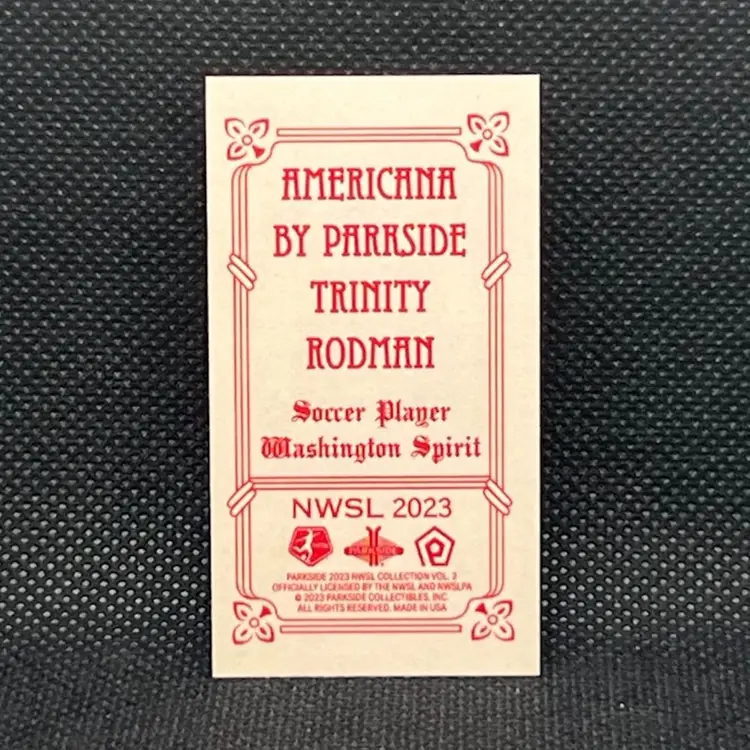 AMERICANA
BY PARKSIDE
TRINITY
RODMAN
Soccer Player
Washington Spirit
NWSL 2023
PARKSIDE
PARKSIDE 2023 NWSL COLLECTION VOL. 2
OFFICIALLY LICENSED BY THE NWSL AND NWSLPA
© 2023 PARKSIDE COLLECTIBLES, INC.
ALL RIGHTS RESERVED. MADE IN USA